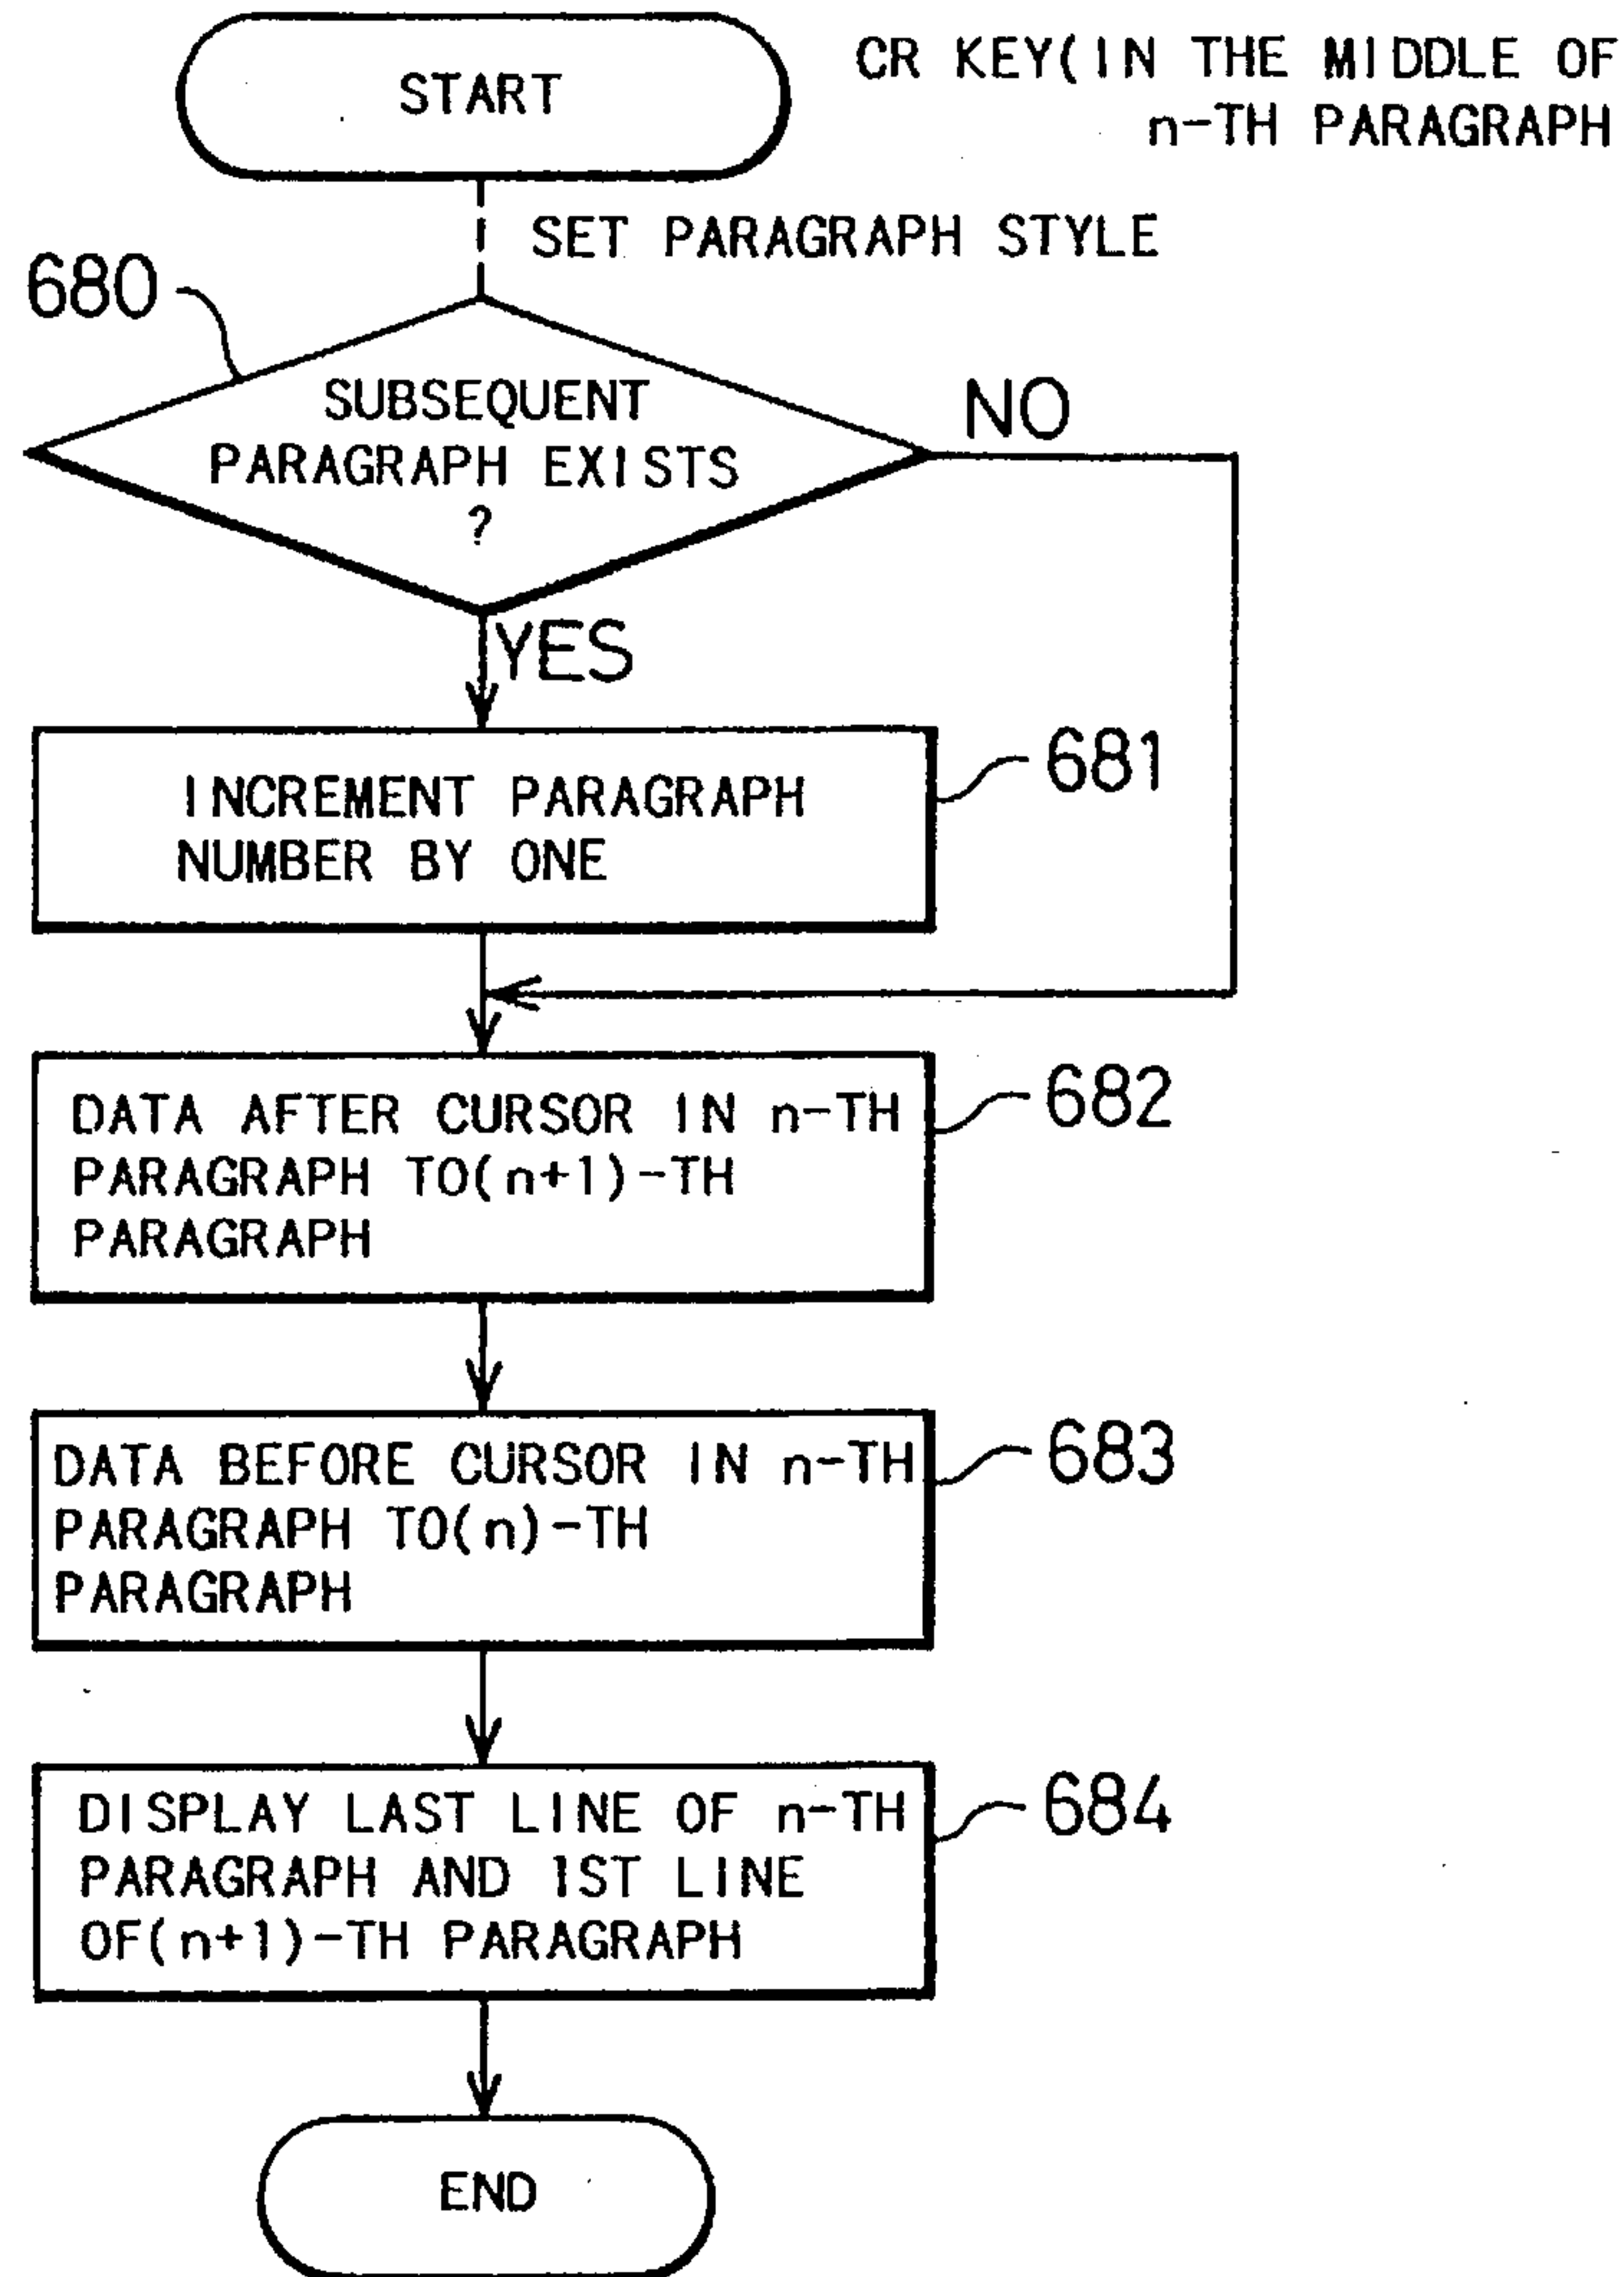 START
CR KEY(IN THE MIDDLE OF
n-TH PARAGRAPH
SET PARAGRAPH STYLE
680
SUBSEQUENT
PARAGRAPH EXISTS
?
NO
YES
INCREMENT PARAGRAPH
NUMBER BY ONE
681
DATA AFTER CURSOR IN n-TH
PARAGRAPH TO(n+1)-TH
PARAGRAPH
682
DATA BEFORE CURSOR IN n-TH
PARAGRAPH TO(n)-TH
PARAGRAPH
683
DISPLAY LAST LINE OF n-TH
PARAGRAPH AND 1ST LINE
OF(n+1)-TH PARAGRAPH
684
END